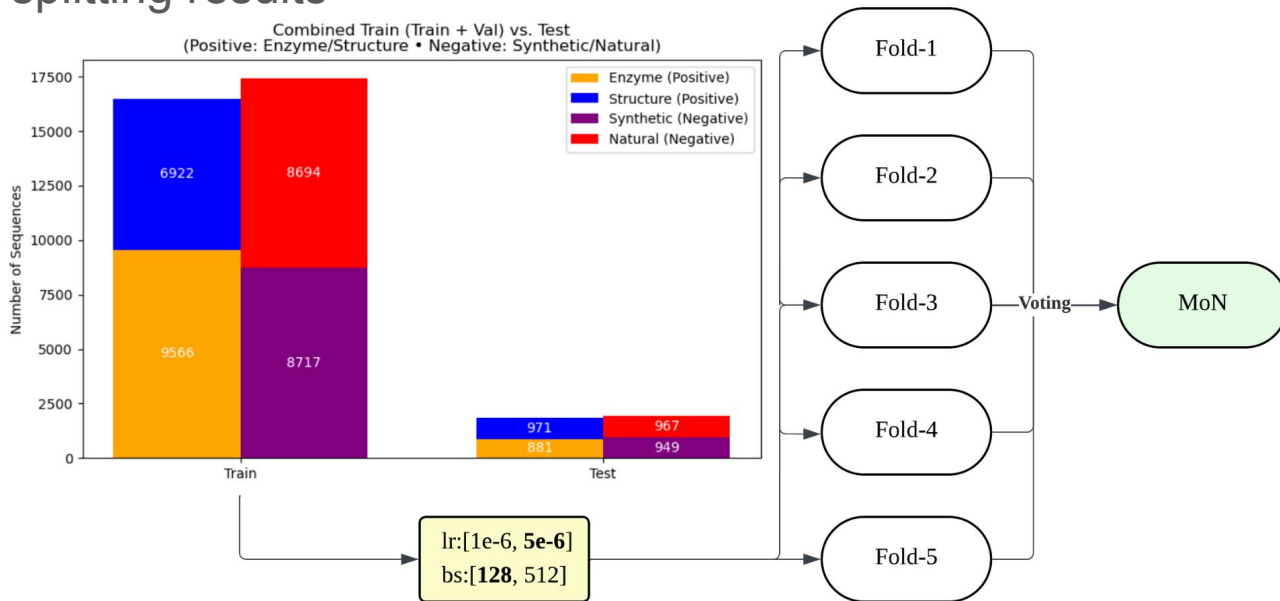 splitting results
Combined Train (Train + Val) vs. Test
(Positive: Enzyme/Structure • Negative: Synthetic/Natural)
Number of Sequences
17500
15000
12500
10000
7500
5000
2500
0
Enzyme (Positive)
Structure (Positive)
Synthetic (Negative)
Natural (Negative)
6922
8694
9566
8717
971
967
881
949
Train
Test
lr:[1e-6, 5e-6]
bs:[128, 512]
Fold-1
Fold-2
Fold-3
Fold-4
Fold-5
Voting
MoN